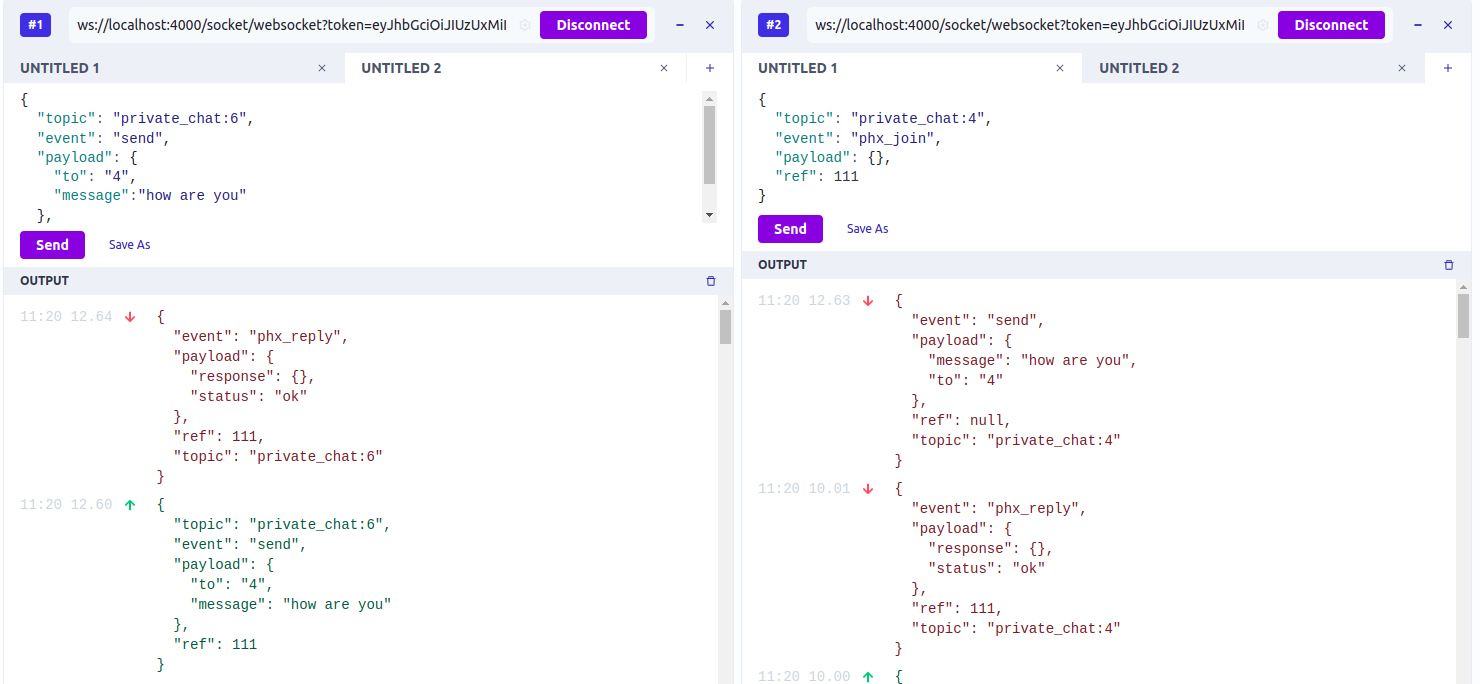 #1
ws://localhost:4000/socket/websocket?token=eyJhbGciOiJIUzUxMiI
Disconnect
UNTITLED 1
UNTITLED 2
{
  "topic": "private_chat:6",
  "event": "send",
  "payload": {
    "to": "4",
    "message":"how are you"
  },
Send
Save As
OUTPUT
11:20 12.64
{
  "event": "phx_reply",
  "payload": {
    "response": {},
    "status": "ok"
  },
  "ref": 111,
  "topic": "private_chat:6"
}
11:20 12.60
{
  "topic": "private_chat:6",
  "event": "send",
  "payload": {
    "to": "4",
    "message": "how are you"
  },
  "ref": 111
}
#2
ws://localhost:4000/socket/websocket?token=eyJhbGciOiJIUzUxMiI
Disconnect
UNTITLED 1
UNTITLED 2
{
  "topic": "private_chat:4",
  "event": "phx_join",
  "payload": {},
  "ref": 111
}
Send
Save As
OUTPUT
11:20 12.63
{
  "event": "send",
  "payload": {
    "message": "how are you",
    "to": "4"
  },
  "ref": null,
  "topic": "private_chat:4"
}
11:20 10.01
{
  "event": "phx_reply",
  "payload": {
    "response": {},
    "status": "ok"
  },
  "ref": 111,
  "topic": "private_chat:4"
}
11:20 10.00
{